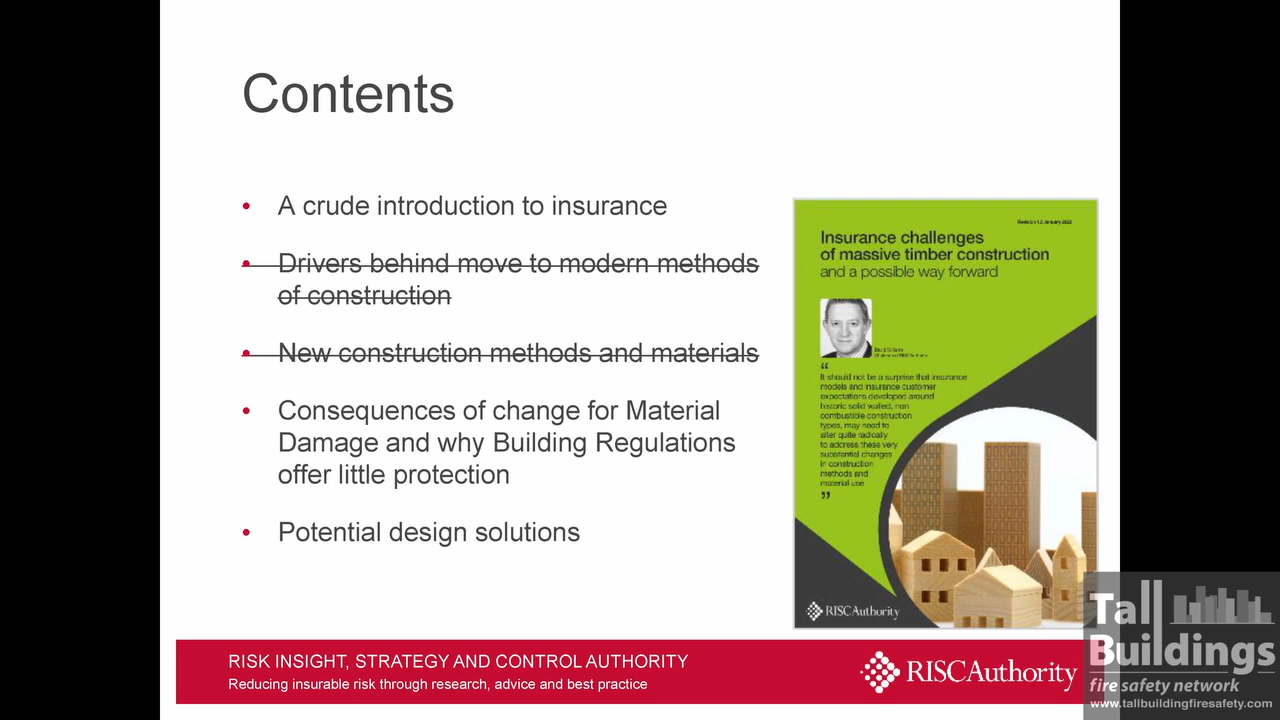 Contents
• A crude introduction to insurance
• Drivers behind move to modern methods
of construction
• New construction methods and materials
• Consequences of change for Material
Damage and why Building Regulations
offer little protection
• Potential design solutions
Insurance challenges
of massive timber construction
and a possible way forward
“
It should not be a surprise that insurance
models and insurance customer
expectations developed around
historic solid walled, non
combustible construction
types, may need to
alter quite radically
to address these very
substantial changes
in construction
methods and
material use
”
RISCAuthority
RISK INSIGHT, STRATEGY AND CONTROL AUTHORITY
Reducing insurable risk through research, advice and best practice
RISCAuthority
Tall
Buildings
fire safety network
www.tallbuildingfiresafety.com